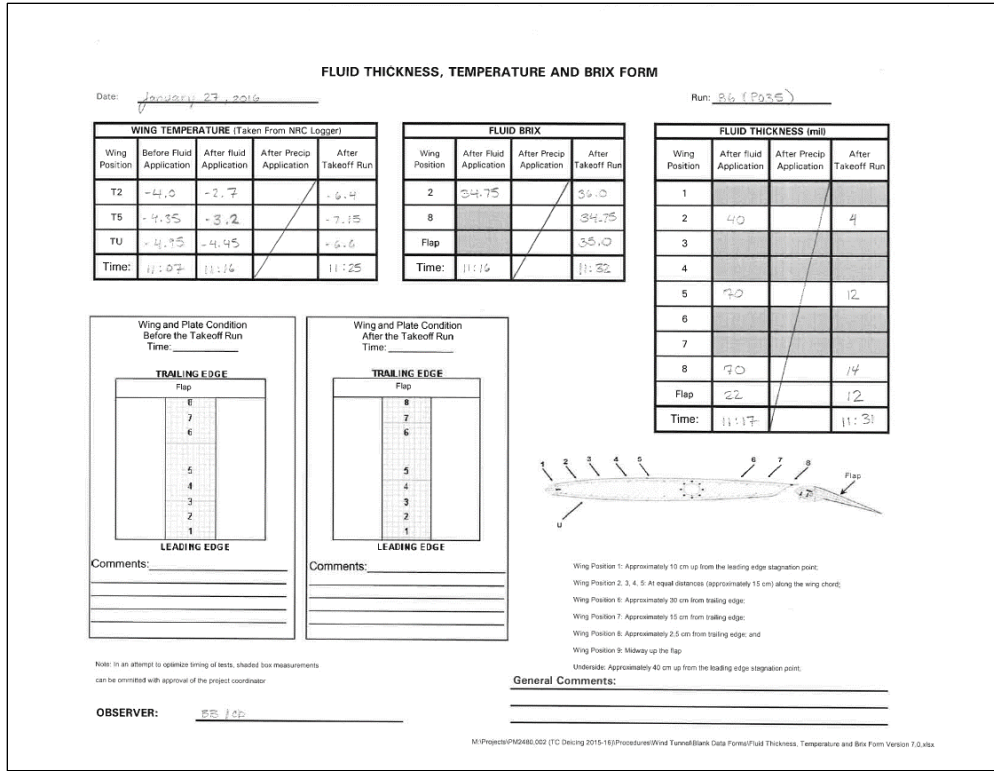 FLUID THICKNESS, TEMPERATURE AND BRIX FORM
Date: January 27, 2016
Run: 86 (P035)
WING TEMPERATURE (Taken From NRC Logger)
Wing Position Before Fluid Application After fluid Application After Precip Application After Takeoff Run
T2 -4.0 -2.7 -6.4
T5 -4.35 -3.2 -7.15
TU -4.95 -4.45 -6.6
Time: 11:07 11:16 11:25
FLUID BRIX
Wing Position After Fluid Application After Precip Application After Takeoff Run
2 34.75 36.0
8 34.75
Flap 35.0
Time: 11:16 11:32
FLUID THICKNESS (mil)
Wing Position After fluid Application After Precip Application After Takeoff Run
1
2 40 4
3
4
5 70 12
6
7
8 70 14
Flap 22 12
Time: 11:17 11:31
Wing and Plate Condition
Before the Takeoff Run
Time:
TRAILING EDGE
Flap
8
7
6
5
4
3
2
1
LEADING EDGE
Comments:
Wing and Plate Condition
After the Takeoff Run
Time:
TRAILING EDGE
Flap
8
7
6
5
4
3
2
1
LEADING EDGE
Comments:
1 2 3 4 5 6 7 8
Flap
U
Wing Position 1: Approximately 10 cm up from the leading edge stagnation point;
Wing Position 2, 3, 4, 5: At equal distances (approximately 15 cm) along the wing chord;
Wing Position 6: Approximately 30 cm from trailing edge;
Wing Position 7: Approximately 15 cm from trailing edge;
Wing Position 8: Approximately 2.5 cm from trailing edge; and
Wing Position 9: Midway up the flap
Underside: Approximately 40 cm up from the leading edge stagnation point;
Note: In an attempt to optimize timing of tests, shaded box measurements
can be ommitted with approval of the project coordinator
General Comments:
OBSERVER: BB / CD
M:\Projects\PM2480.002 (TC Deicing 2015-16)\Procedures\Wind Tunnel\Blank Data Forms\Fluid Thickness, Temperature and Brix Form Version 7.0.xlsx